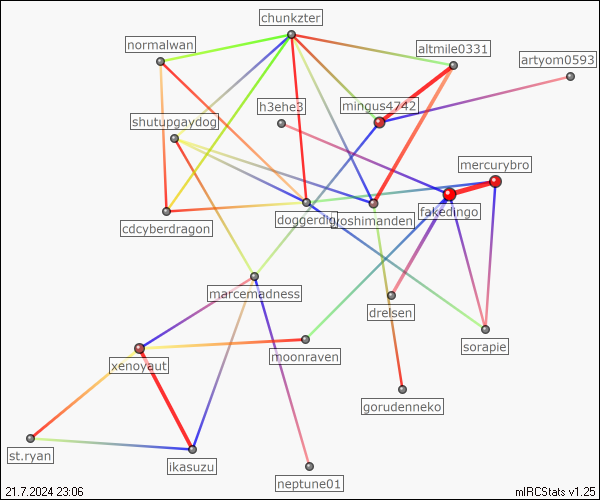 chunkzter
normalwan
altmile0331
artyom0593
h3ehe3
mingus4742
shutupgaydog
mercurybro
doggerdig
yoshimanden
fakedingo
cdcyberdragon
marcemadness
drelsen
sorapie
moonraven
xenoyaut
gorudenneko
st.ryan
ikasuzu
neptune01
21.7.2024 23:06
mIRCStats v1.25